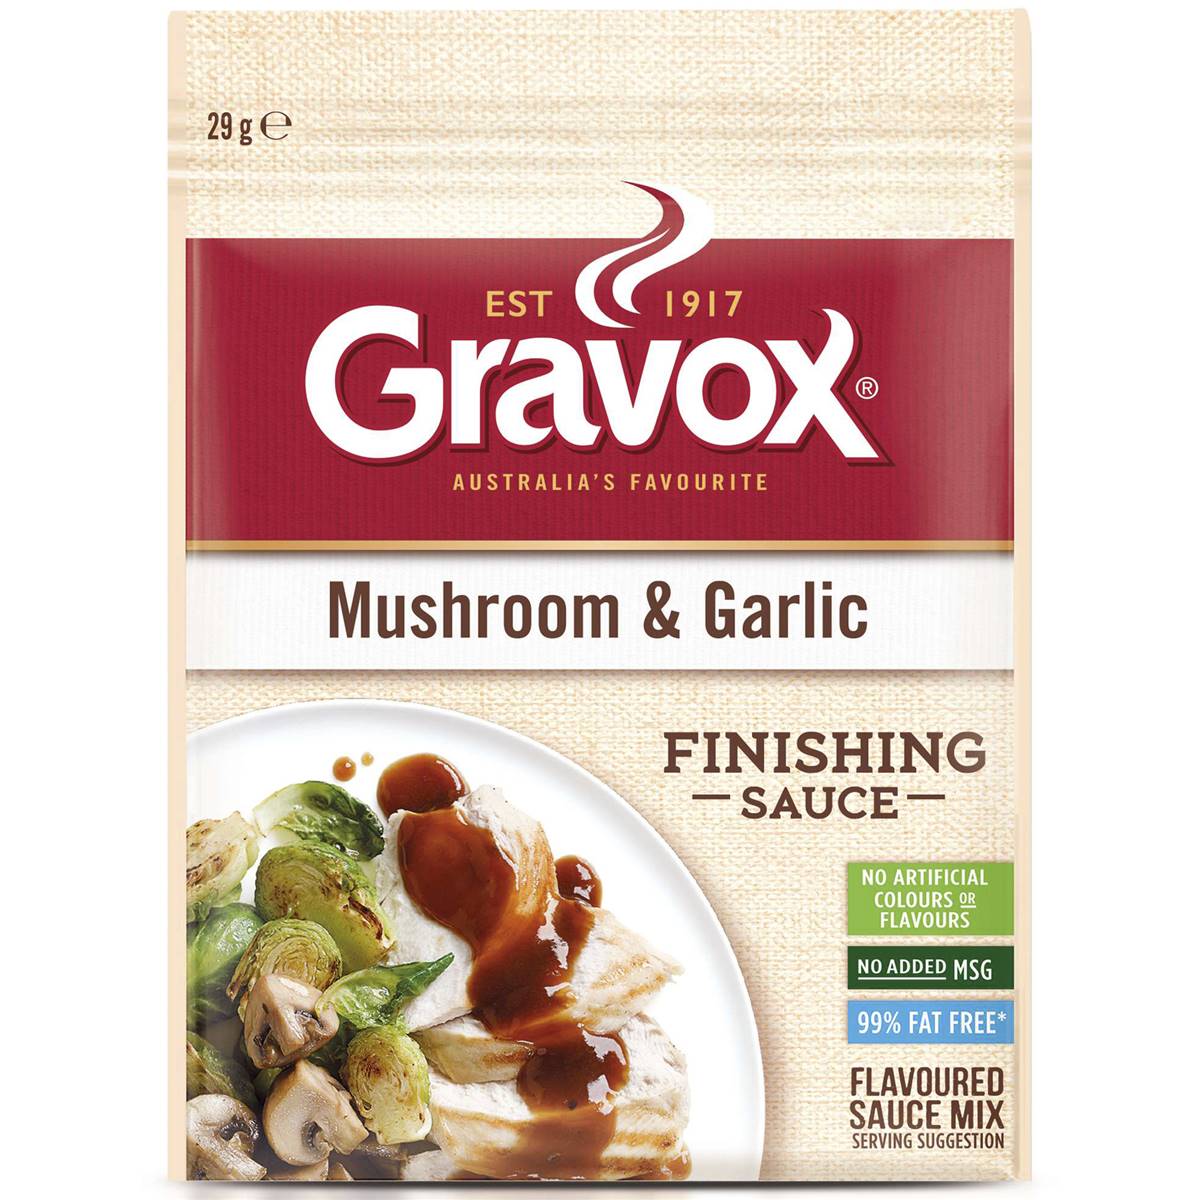 29 g ℮
EST 1917
Gravox®
AUSTRALIA'S FAVOURITE
Mushroom & Garlic
FINISHING
SAUCE
NO ARTIFICIAL
COLOURS OR
FLAVOURS
NO ADDED MSG
99% FAT FREE*
FLAVOURED
SAUCE MIX
SERVING SUGGESTION